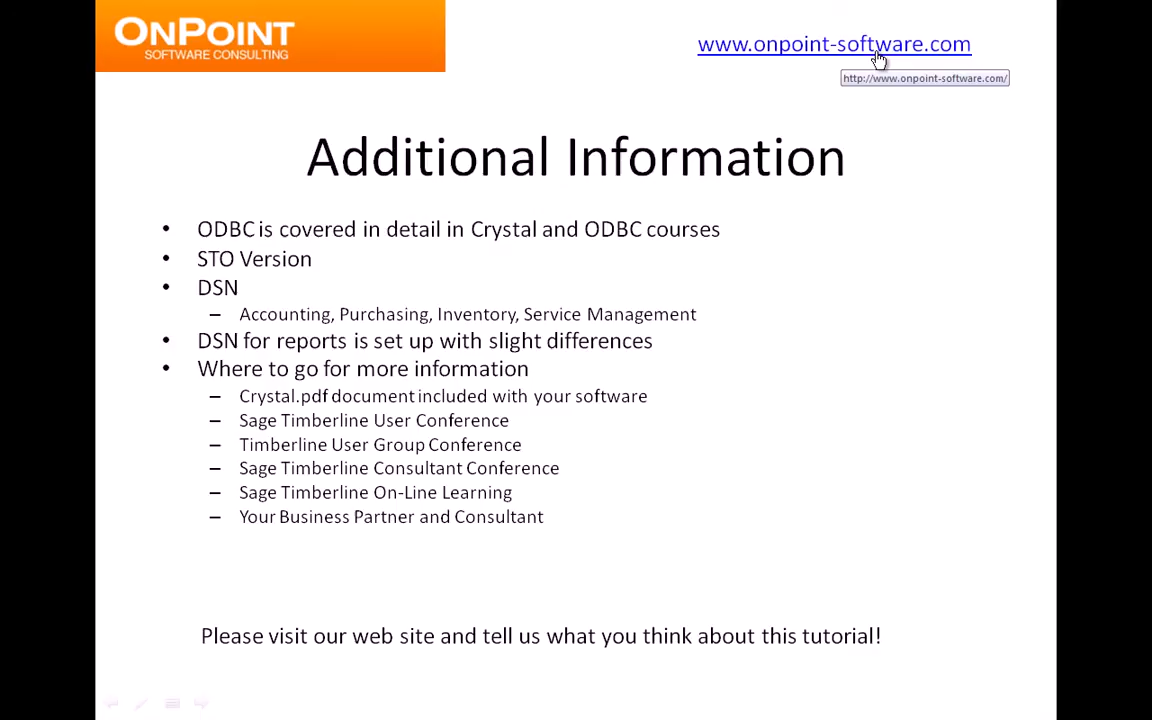 ONPOINT
SOFTWARE CONSULTING
www.onpoint-software.com
http://www.onpoint-software.com/
Additional Information
• ODBC is covered in detail in Crystal and ODBC courses
• STO Version
• DSN
– Accounting, Purchasing, Inventory, Service Management
• DSN for reports is set up with slight differences
• Where to go for more information
– Crystal.pdf document included with your software
– Sage Timberline User Conference
– Timberline User Group Conference
– Sage Timberline Consultant Conference
– Sage Timberline On-Line Learning
– Your Business Partner and Consultant
Please visit our web site and tell us what you think about this tutorial!